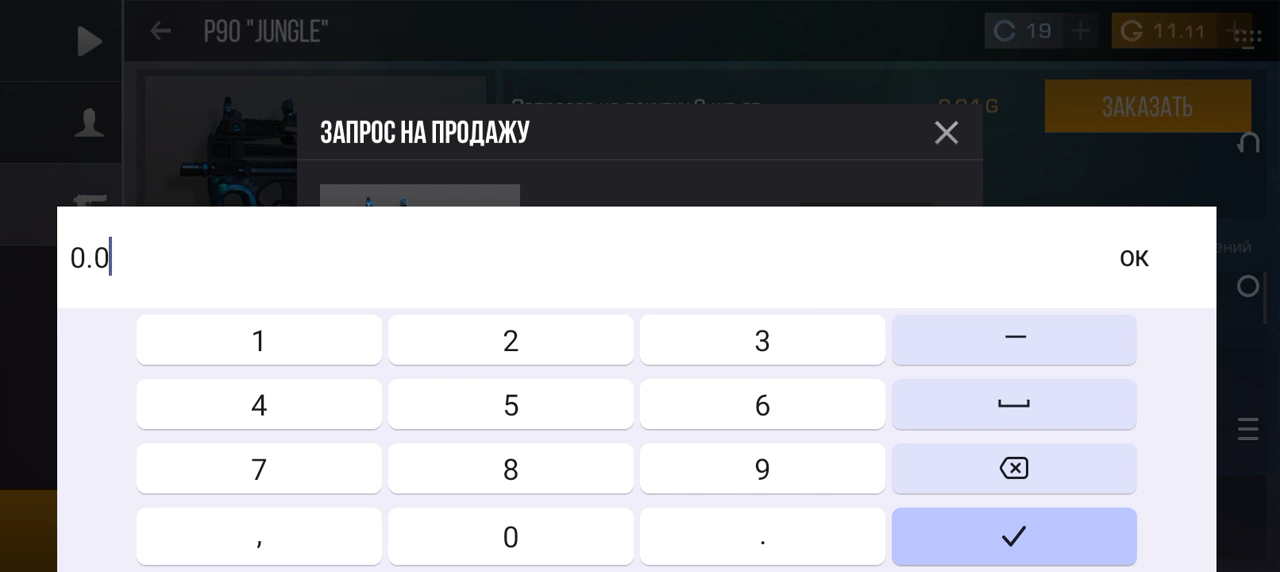 P90 "JUNGLE"
19
11.11
G
ЗАКАЗАТЬ
ЗАПРОС НА ПРОДАЖУ
0.0
ОК
1 2 3 –
4 5 6
7 8 9
, 0 .